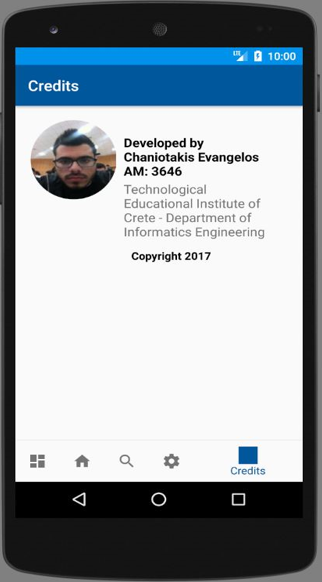 10:00
Credits
Developed by
Chaniotakis Evangelos
AM: 3646
Technological
Educational Institute of
Crete - Department of
Informatics Engineering
Copyright 2017
Credits